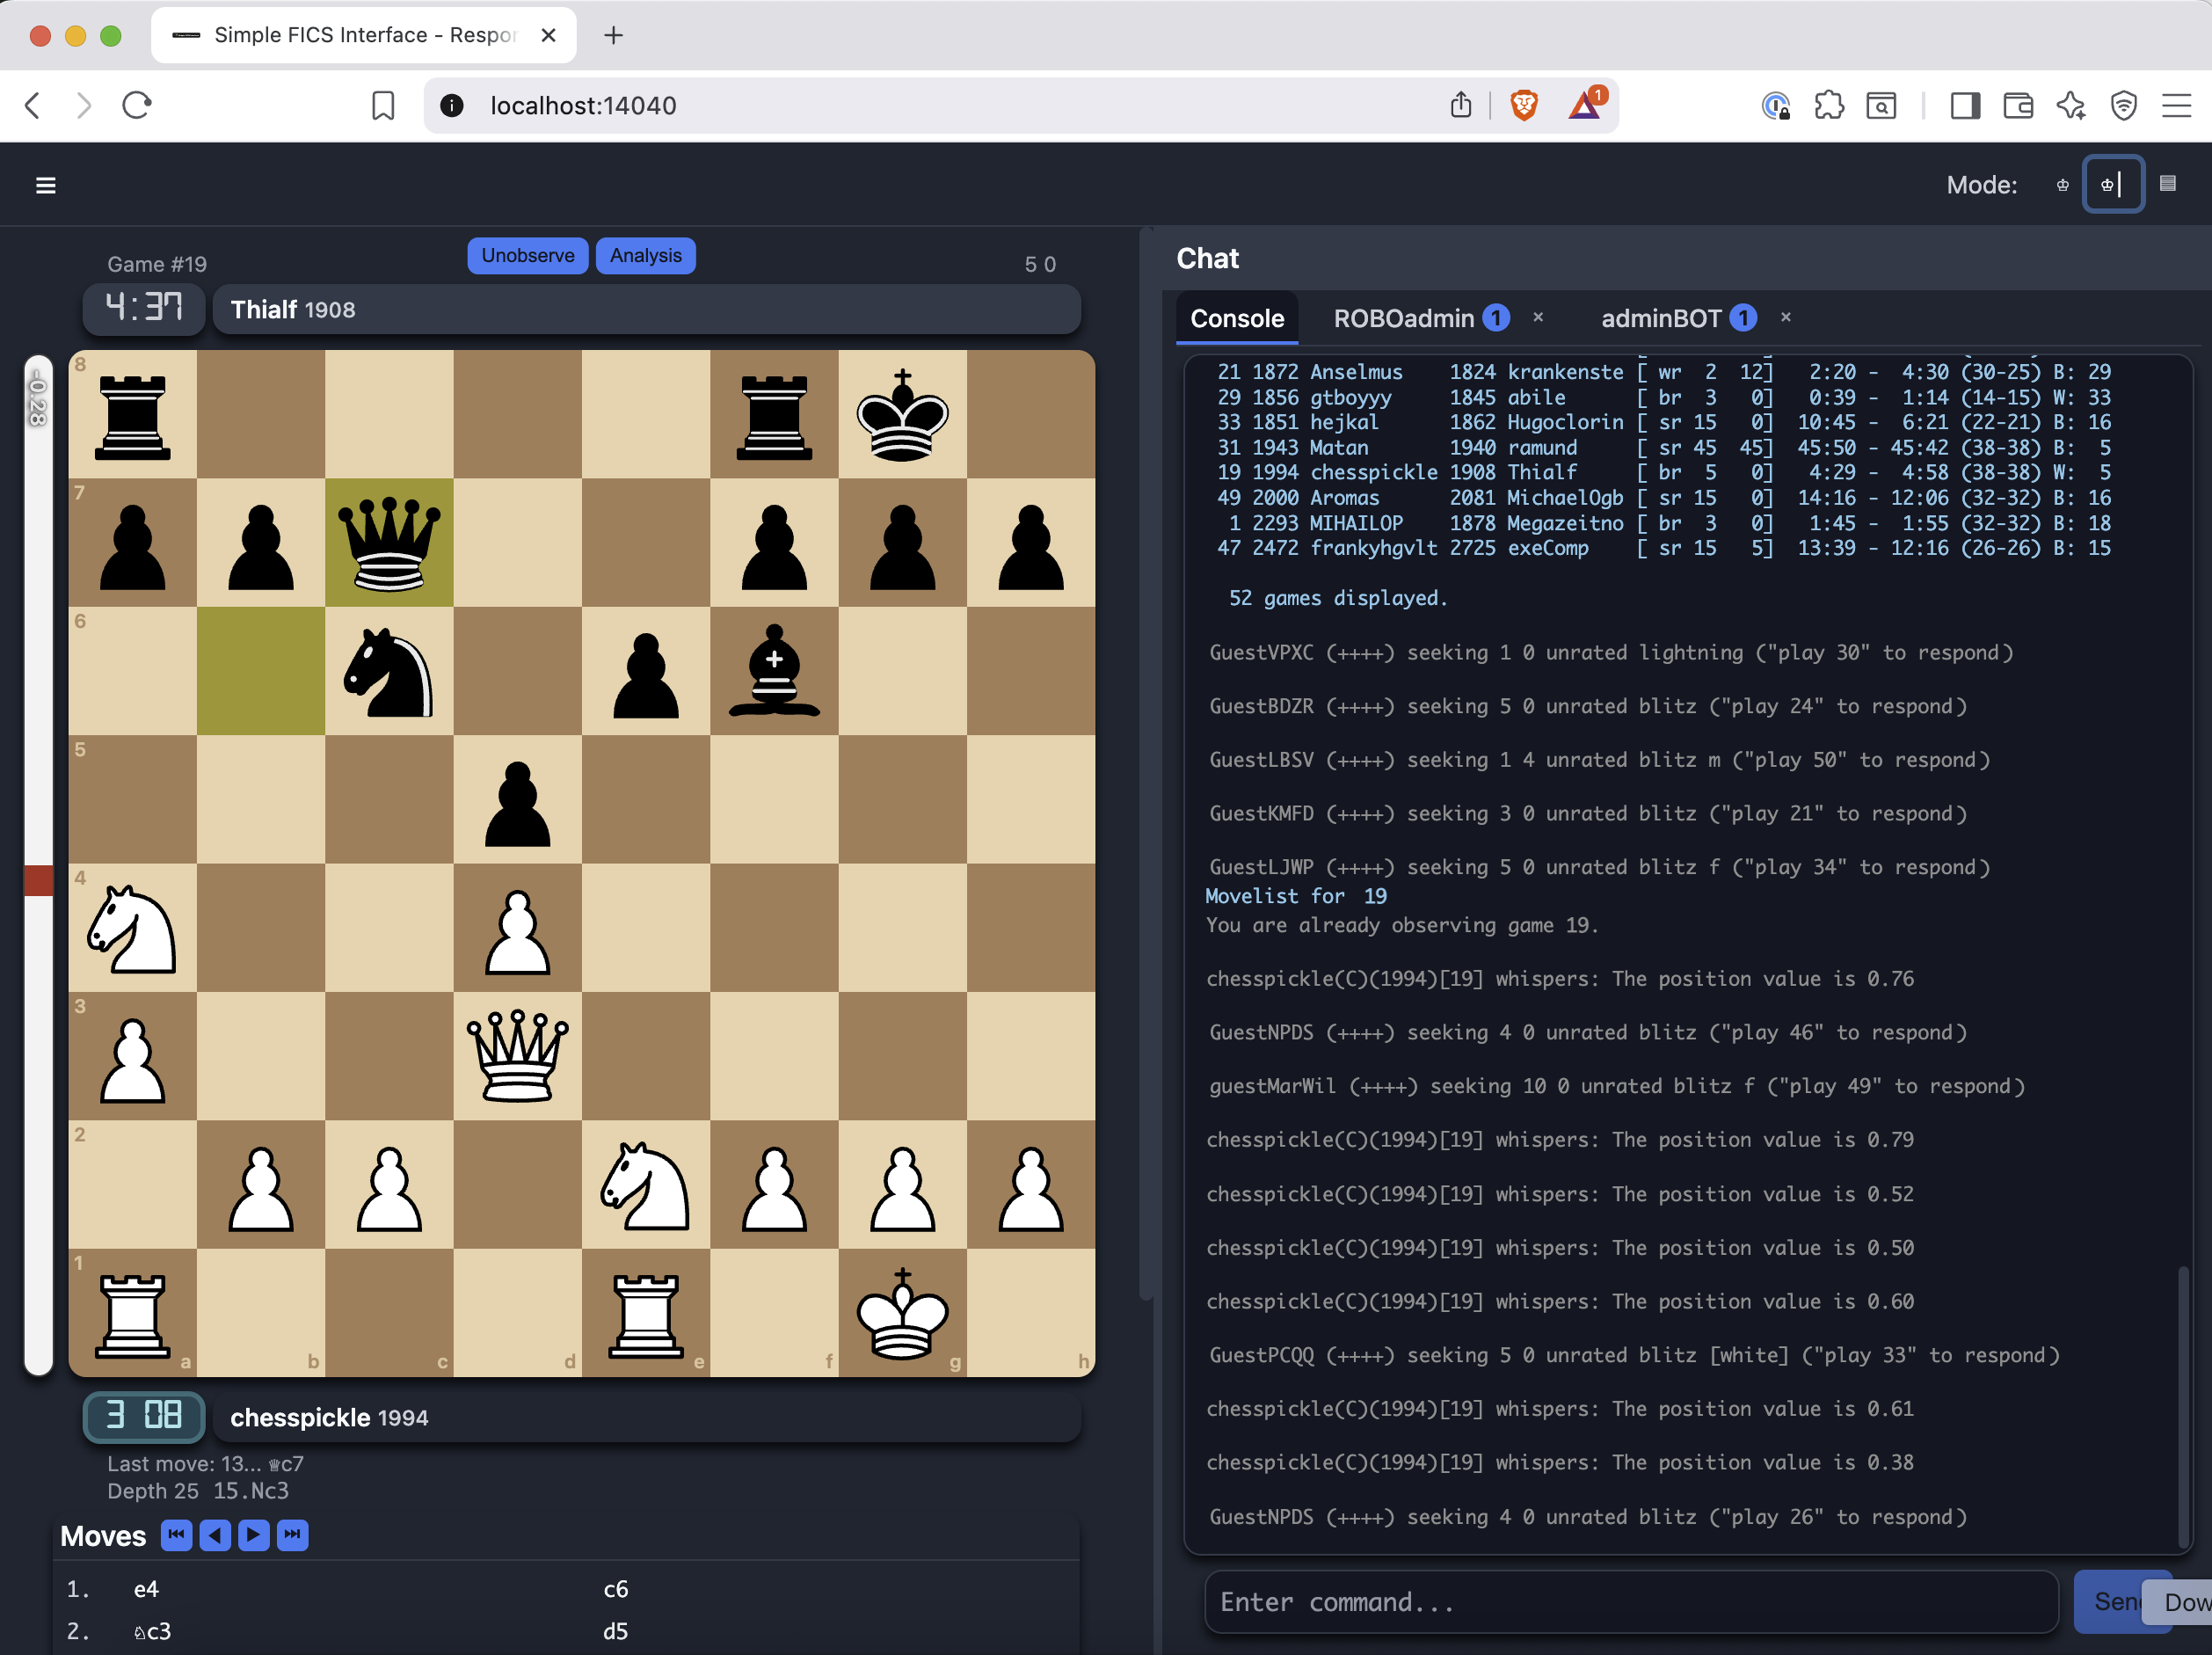 Simple FICS Interface - Respon
localhost:14040
1
Mode:
Game #19
Unobserve
Analysis
5 0
4:37
Thialf 1908
-0.28
8
7
6
5
4
3
2
1
a
b
c
d
e
f
g
h
3 08
chesspickle 1994
Last move: 13... ♕c7
Depth 25 15.Nc3
Moves
1. e4 c6
2. ♘c3 d5
Chat
Console
ROBOadmin 1 ×
adminBOT 1 ×
21 1872 Anselmus 1824 krankenste [ wr 2 12] 2:20 - 4:30 (30-25) B: 29
29 1856 gtboyyy 1845 abile [ br 3 0] 0:39 - 1:14 (14-15) W: 33
33 1851 hejkal 1862 Hugoclorin [ sr 15 0] 10:45 - 6:21 (22-21) B: 16
31 1943 Matan 1940 ramund [ sr 45 45] 45:50 - 45:42 (38-38) B: 5
19 1994 chesspickle 1908 Thialf [ br 5 0] 4:29 - 4:58 (38-38) W: 5
49 2000 Aromas 2081 MichaelOgb [ sr 15 0] 14:16 - 12:06 (32-32) B: 16
1 2293 MIHAILOP 1878 Megazeitno [ br 3 0] 1:45 - 1:55 (32-32) B: 18
47 2472 frankyhgvlt 2725 exeComp [ sr 15 5] 13:39 - 12:16 (26-26) B: 15
52 games displayed.
GuestVPXC (++++) seeking 1 0 unrated lightning ("play 30" to respond)
GuestBDZR (++++) seeking 5 0 unrated blitz ("play 24" to respond)
GuestLBSV (++++) seeking 1 4 unrated blitz m ("play 50" to respond)
GuestKMFD (++++) seeking 3 0 unrated blitz ("play 21" to respond)
GuestLJWP (++++) seeking 5 0 unrated blitz f ("play 34" to respond)
Movelist for 19
You are already observing game 19.
chesspickle(C)(1994)[19] whispers: The position value is 0.76
GuestNPDS (++++) seeking 4 0 unrated blitz ("play 46" to respond)
guestMarWil (++++) seeking 10 0 unrated blitz f ("play 49" to respond)
chesspickle(C)(1994)[19] whispers: The position value is 0.79
chesspickle(C)(1994)[19] whispers: The position value is 0.52
chesspickle(C)(1994)[19] whispers: The position value is 0.50
chesspickle(C)(1994)[19] whispers: The position value is 0.60
GuestPCQQ (++++) seeking 5 0 unrated blitz [white] ("play 33" to respond)
chesspickle(C)(1994)[19] whispers: The position value is 0.61
chesspickle(C)(1994)[19] whispers: The position value is 0.38
GuestNPDS (++++) seeking 4 0 unrated blitz ("play 26" to respond)
Enter command...
Sen
Dow